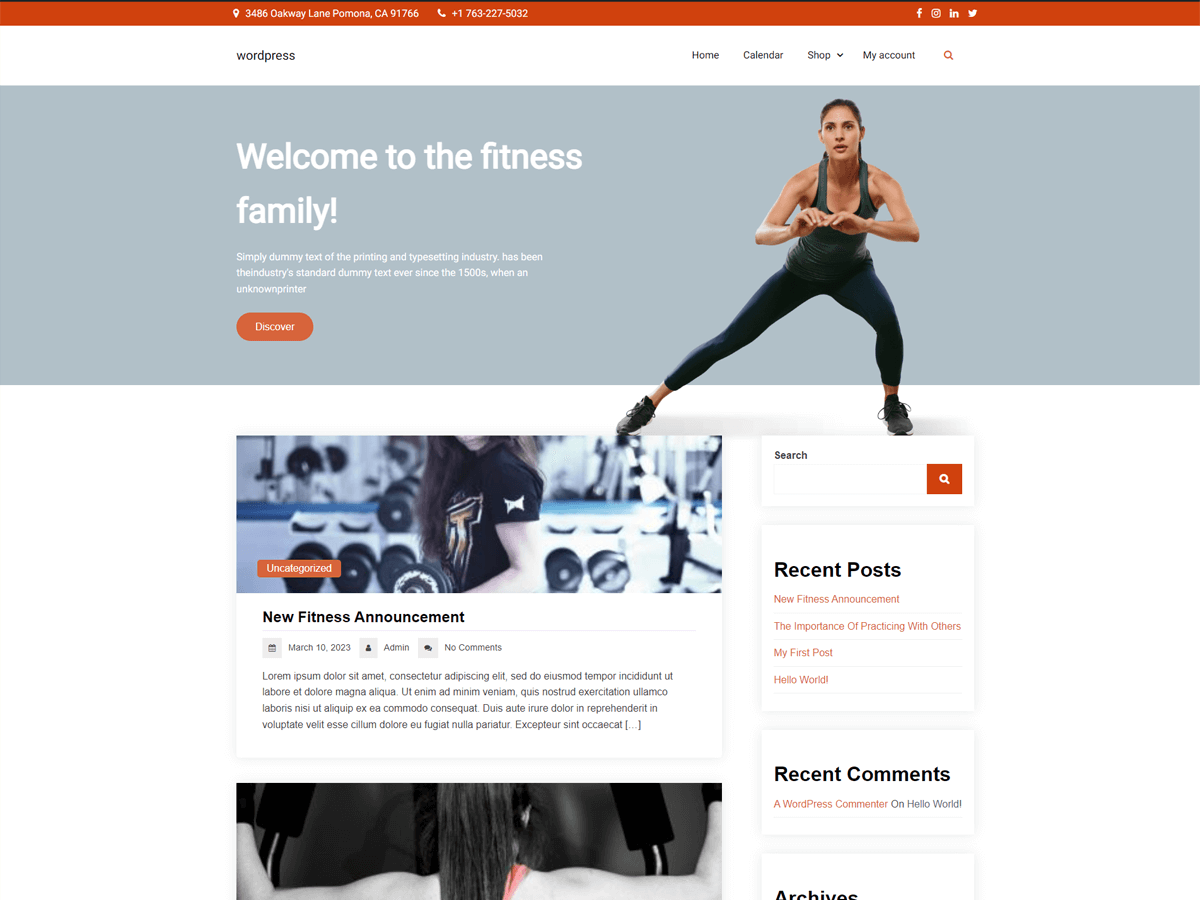 3486 Oakway Lane Pomona, CA 91766 +1 763-227-5032
wordpress
Home Calendar Shop My account
Welcome to the fitness
family!
Simply dummy text of the printing and typesetting industry. has been
theindustry's standard dummy text ever since the 1500s, when an
unknownprinter
Discover
Uncategorized
New Fitness Announcement
March 10, 2023 Admin No Comments
Lorem ipsum dolor sit amet, consectetur adipiscing elit, sed do eiusmod tempor incididunt ut
labore et dolore magna aliqua. Ut enim ad minim veniam, quis nostrud exercitation ullamco
laboris nisi ut aliquip ex ea commodo consequat. Duis aute irure dolor in reprehenderit in
voluptate velit esse cillum dolore eu fugiat nulla pariatur. Excepteur sint occaecat […]
Search
Recent Posts
New Fitness Announcement
The Importance Of Practicing With Others
My First Post
Hello World!
Recent Comments
A WordPress Commenter On Hello World!
Archives